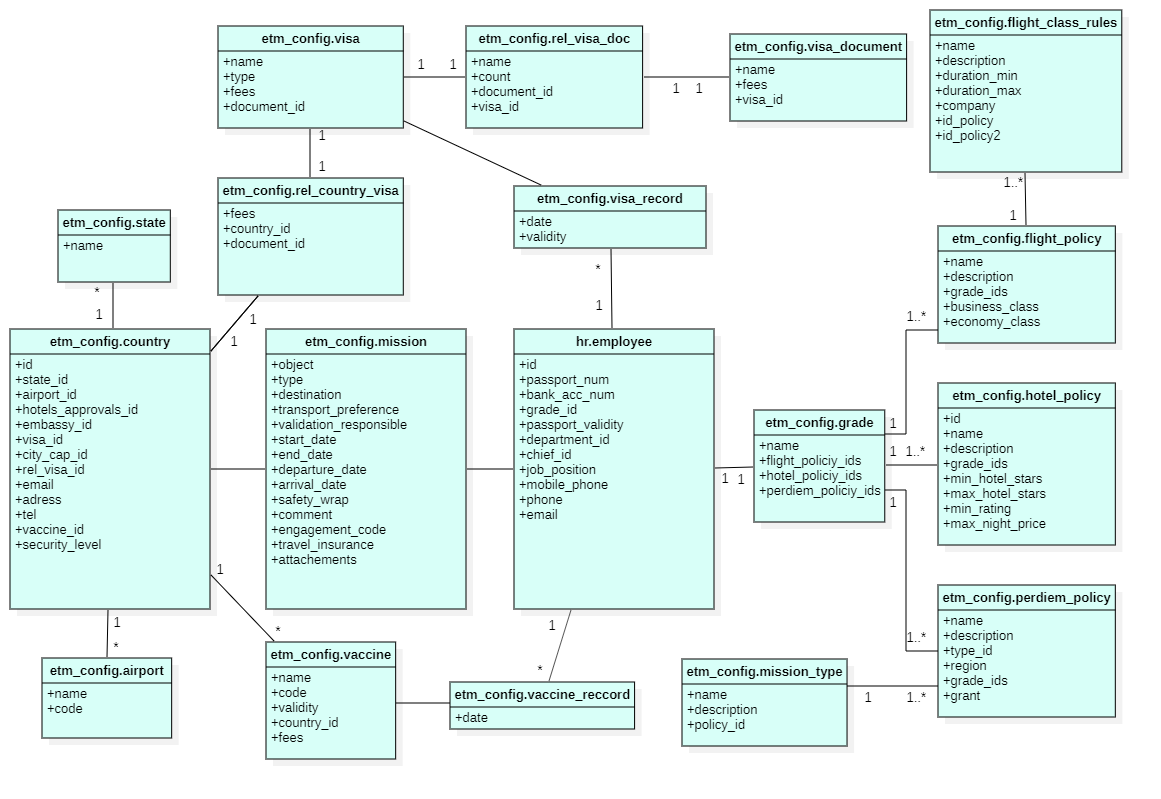 etm_config.visa
+name
+type
+fees
+document_id
1
1
etm_config.rel_visa_doc
+name
+count
+document_id
+visa_id
1
1
etm_config.visa_document
+name
+fees
+visa_id
etm_config.flight_class_rules
+name
+description
+duration_min
+duration_max
+company
+id_policy
+id_policy2
1
1
etm_config.rel_country_visa
+fees
+country_id
+document_id
etm_config.visa_record
+date
+validity
1..*
1
etm_config.state
+name
*
1
1
1
*
1
etm_config.flight_policy
+name
+description
+grade_ids
+business_class
+economy_class
etm_config.country
+id
+state_id
+airport_id
+hotels_approvals_id
+embassy_id
+visa_id
+city_cap_id
+rel_visa_id
+email
+adress
+tel
+vaccine_id
+security_level
etm_config.mission
+object
+type
+destination
+transport_preference
+validation_responsible
+start_date
+end_date
+departure_date
+arrival_date
+safety_wrap
+comment
+engagement_code
+travel_insurance
+attachements
hr.employee
+id
+passport_num
+bank_acc_num
+grade_id
+passport_validity
+department_id
+chief_id
+job_position
+mobile_phone
+phone
+email
1
1
etm_config.grade
+name
+flight_policiy_ids
+hotel_policiy_ids
+perdiem_policiy_ids
1..*
1
1
1..*
1
1..*
etm_config.hotel_policy
+id
+name
+description
+grade_ids
+min_hotel_stars
+max_hotel_stars
+min_rating
+max_night_price
etm_config.perdiem_policy
+name
+description
+type_id
+region
+grade_ids
+grant
1
*
1
*
1
*
etm_config.airport
+name
+code
etm_config.vaccine
+name
+code
+validity
+country_id
+fees
etm_config.vaccine_reccord
+date
etm_config.mission_type
+name
+description
+policy_id
1
1..*